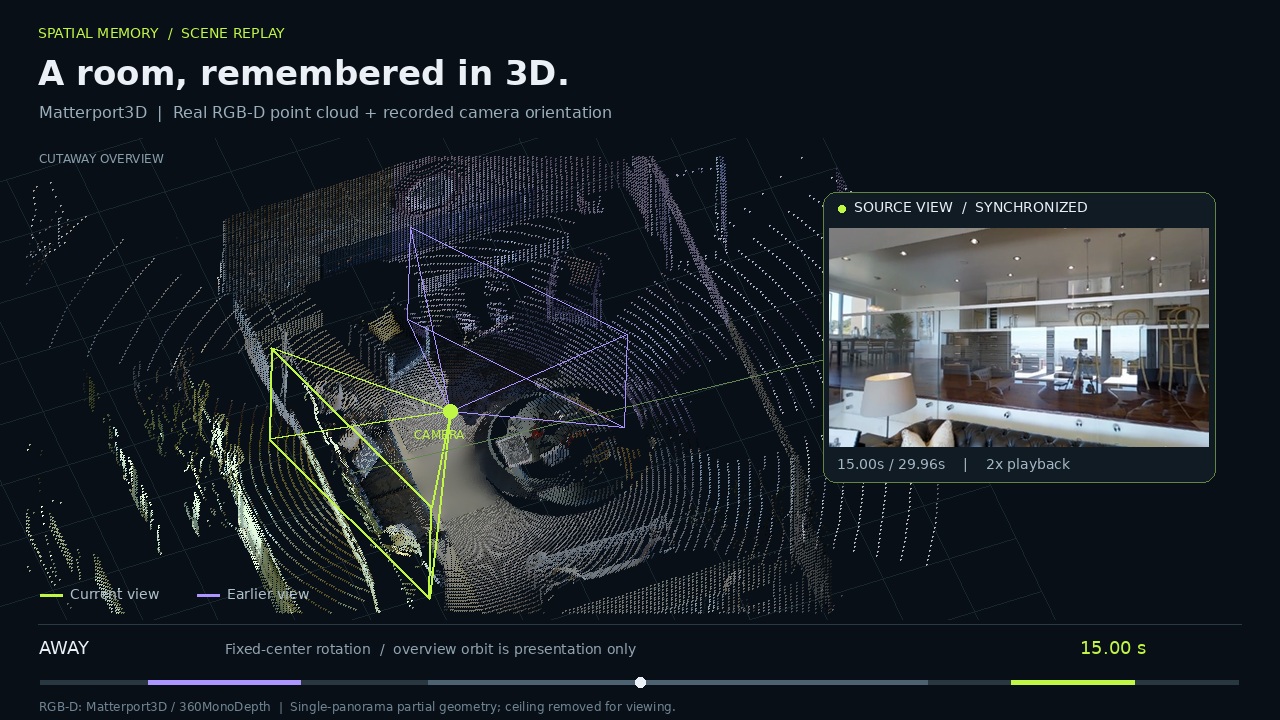 SPATIAL MEMORY / SCENE REPLAY
A room, remembered in 3D.
Matterport3D | Real RGB-D point cloud + recorded camera orientation
CUTAWAY OVERVIEW
SOURCE VIEW / SYNCHRONIZED
CAMERA
15.00s / 29.96s | 2x playback
Current view Earlier view
AWAY Fixed-center rotation / overview orbit is presentation only 15.00 s
RGB-D: Matterport3D / 360MonoDepth | Single-panorama partial geometry; ceiling removed for viewing.